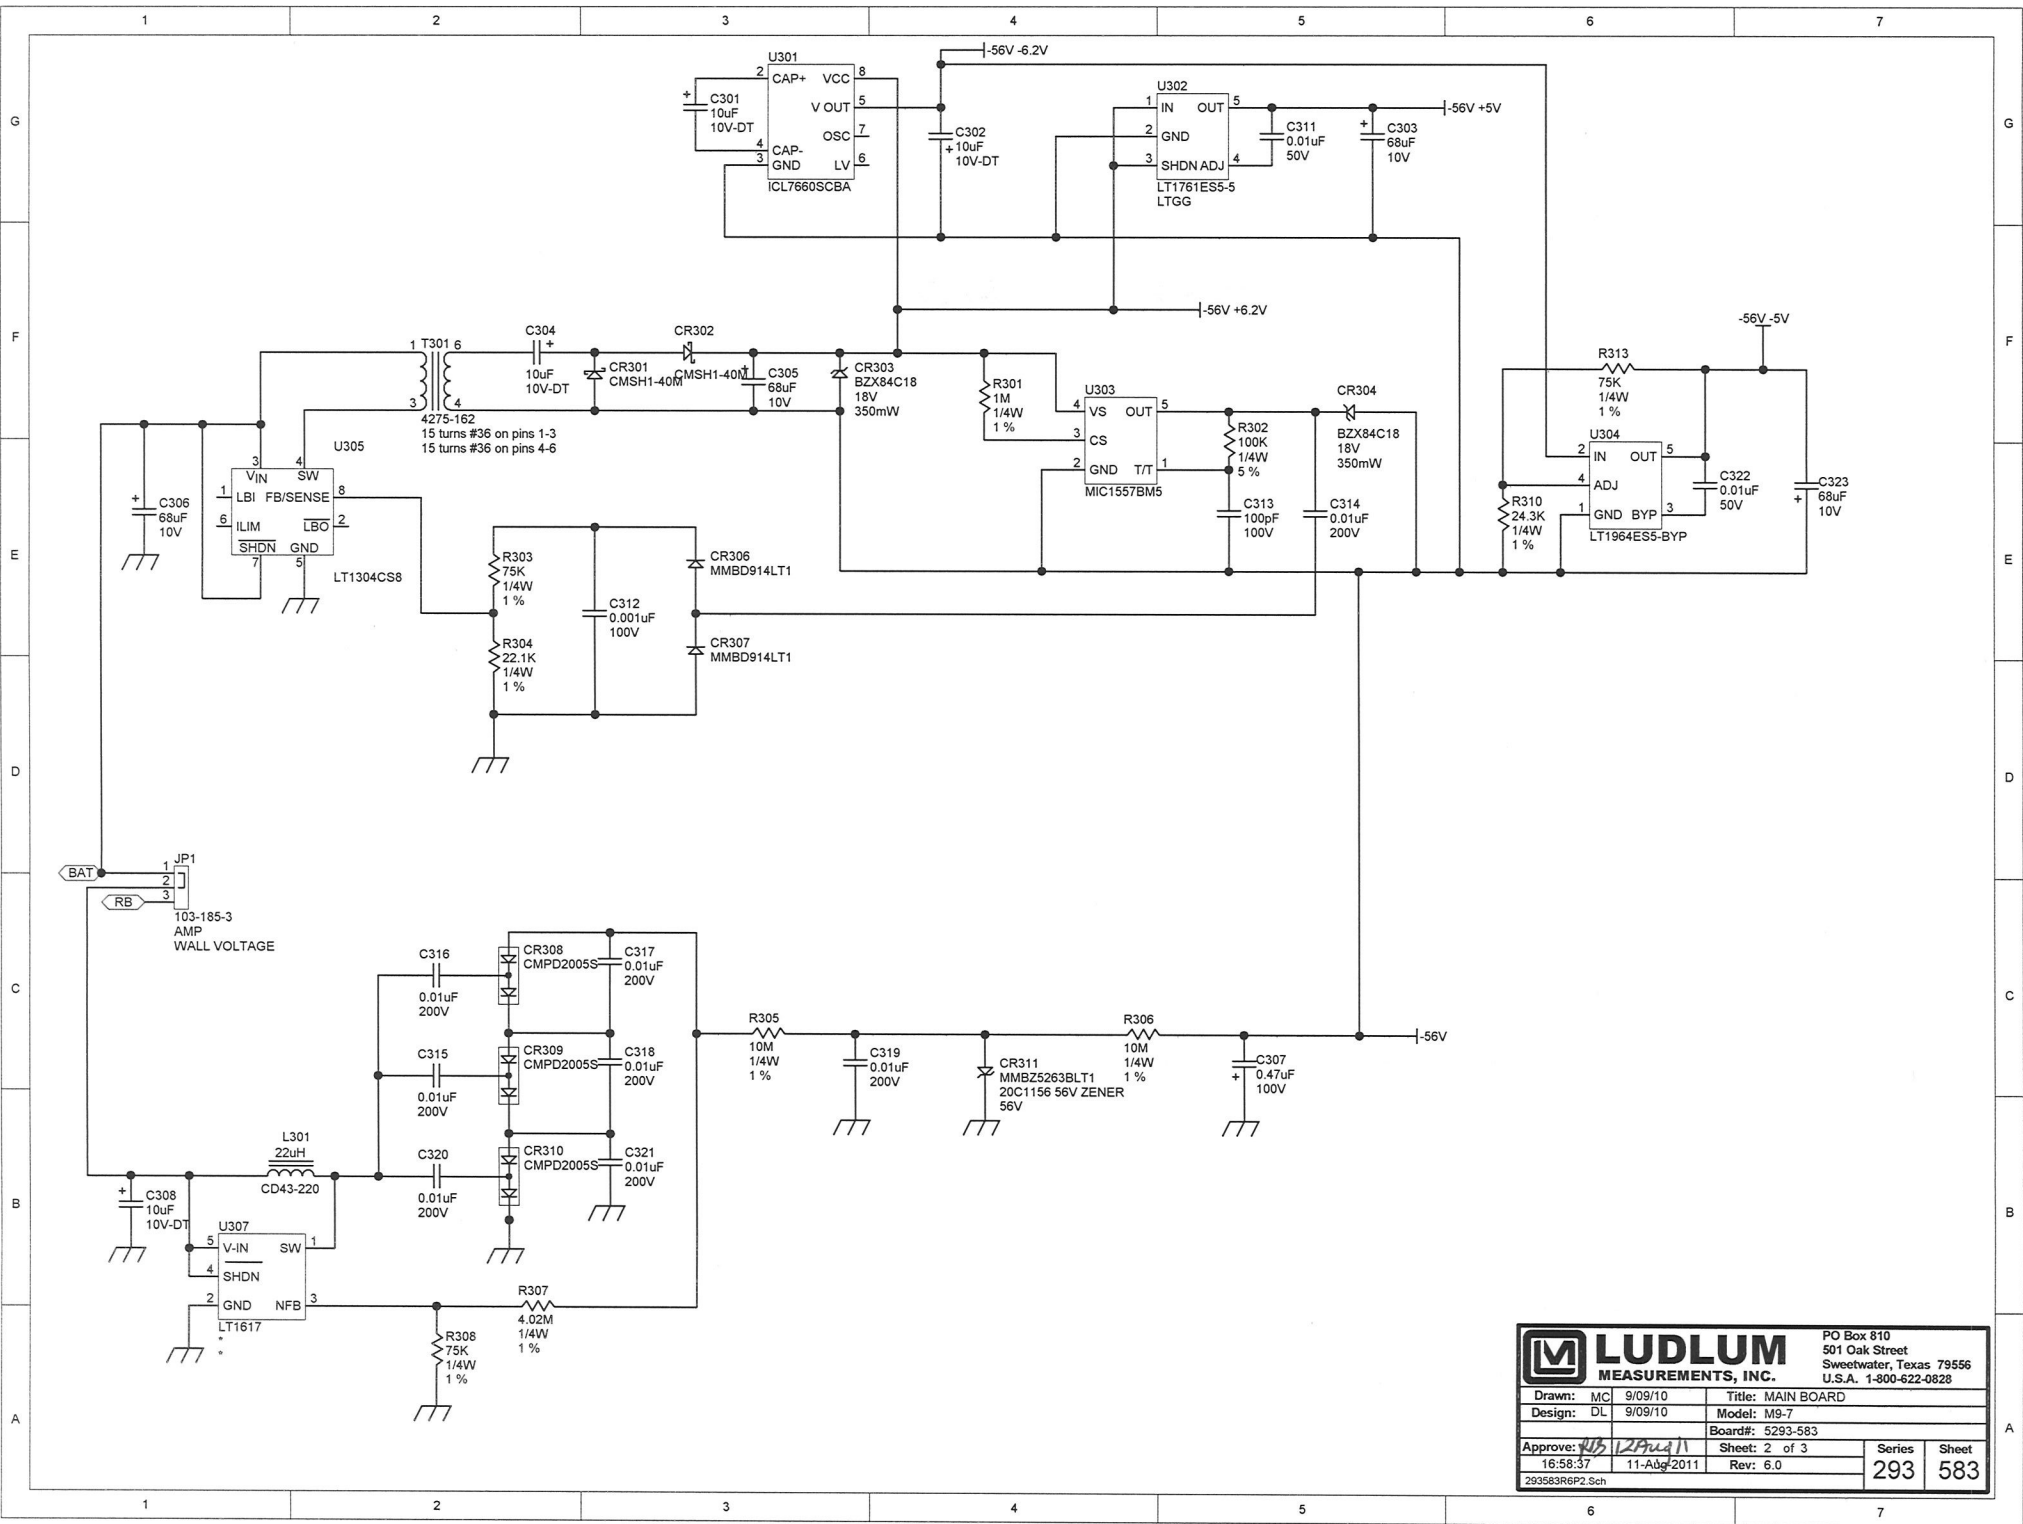 1 2 3 4 5 6 7
G
F
E
D
C
B
A
U301
2 CAP+ VCC 8
V OUT 5
OSC 7
4 CAP-
3 GND LV 6
ICL7660SCBA
+ C301
10uF
10V-DT
-56V -6.2V
C302
+ 10uF
10V-DT
U302
1 IN OUT 5
2 GND
3 SHDN ADJ 4
LT1761ES5-5
LTGG
C311
0.01uF
50V
+ C303
68uF
10V
-56V +5V
-56V +6.2V
-56V -5V
1 T301 6
3 4
4275-162
15 turns #36 on pins 1-3
15 turns #36 on pins 4-6
C304
+
10uF
10V-DT
CR301
CMSH1-40M
CR302
CMSH1-40M
+ C305
68uF
10V
CR303
BZX84C18
18V
350mW
R301
1M
1/4W
1 %
U303
4 VS OUT 5
3 CS
2 GND T/T 1
MIC1557BM5
R302
100K
1/4W
5 %
C313
100pF
100V
C314
0.01uF
200V
CR304
BZX84C18
18V
350mW
R313
75K
1/4W
1 %
U304
2 IN OUT 5
4 ADJ
1 GND BYP 3
LT1964ES5-BYP
R310
24.3K
1/4W
1 %
C322
0.01uF
50V
C323
68uF
+ 10V
U305
3 4
VIN SW
1 LBI FB/SENSE 8
6 ILIM LBO 2
SHDN GND
7 5
LT1304CS8
+ C306
68uF
10V
R303
75K
1/4W
1 %
R304
22.1K
1/4W
1 %
C312
0.001uF
100V
CR306
MMBD914LT1
CR307
MMBD914LT1
BAT
RB
JP1
1
2
3
103-185-3
AMP
WALL VOLTAGE
C316
0.01uF
200V
C315
0.01uF
200V
C320
0.01uF
200V
CR308
CMPD2005S
CR309
CMPD2005S
CR310
CMPD2005S
C317
0.01uF
200V
C318
0.01uF
200V
C321
0.01uF
200V
R305
10M
1/4W
1 %
C319
0.01uF
200V
CR311
MMBZ5263BLT1
20C1156 56V ZENER
56V
R306
10M
1/4W
1 %
C307
+ 0.47uF
100V
-56V
L301
22uH
CD43-220
+ C308
10uF
10V-DT
U307
5 V-IN SW 1
4 SHDN
2 GND NFB 3
LT1617
*
*
R307
4.02M
1/4W
1 %
R308
75K
1/4W
1 %
LM LUDLUM
MEASUREMENTS, INC.
PO Box 810
501 Oak Street
Sweetwater, Texas 79556
U.S.A. 1-800-622-0828
Drawn: MC 9/09/10 Title: MAIN BOARD
Design: DL 9/09/10 Model: M9-7
Board#: 5293-583
Approve: RB 12Aug11 Sheet: 2 of 3
16:58:37 11-Aug-2011 Rev: 6.0
Series 293
Sheet 583
293583R6P2.Sch
G
F
E
D
C
B
A
1 2 3 4 5 6 7